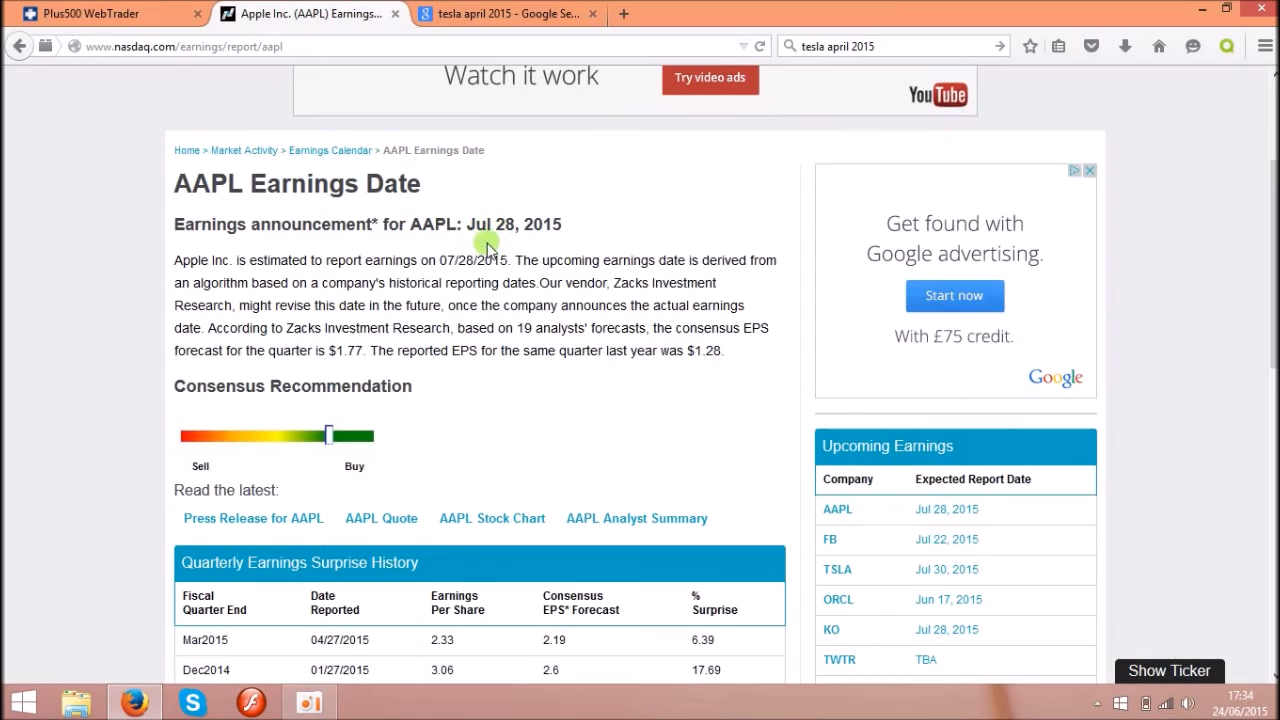 Plus500 WebTrader
Apple Inc. (AAPL) Earnings...
tesla april 2015 - Google Se...
www.nasdaq.com/earnings/report/aapl
tesla april 2015
Watch it work
Try video ads
YouTube
Home > Market Activity > Earnings Calendar > AAPL Earnings Date
AAPL Earnings Date
Earnings announcement* for AAPL: Jul 28, 2015
Apple Inc. is estimated to report earnings on 07/28/2015. The upcoming earnings date is derived from
an algorithm based on a company's historical reporting dates.Our vendor, Zacks Investment
Research, might revise this date in the future, once the company announces the actual earnings
date. According to Zacks Investment Research, based on 19 analysts' forecasts, the consensus EPS
forecast for the quarter is $1.77. The reported EPS for the same quarter last year was $1.28.
Consensus Recommendation
Sell Buy
Read the latest:
Press Release for AAPL AAPL Quote AAPL Stock Chart AAPL Analyst Summary
Quarterly Earnings Surprise History
Fiscal Quarter End Date Reported Earnings Per Share Consensus EPS* Forecast % Surprise
Mar2015 04/27/2015 2.33 2.19 6.39
Dec2014 01/27/2015 3.06 2.6 17.69
Get found with
Google advertising.
Start now
With £75 credit.
Google
Upcoming Earnings
Company Expected Report Date
AAPL Jul 28, 2015
FB Jul 22, 2015
TSLA Jul 30, 2015
ORCL Jun 17, 2015
KO Jul 28, 2015
TWTR TBA
Show Ticker
17:34
24/06/2015